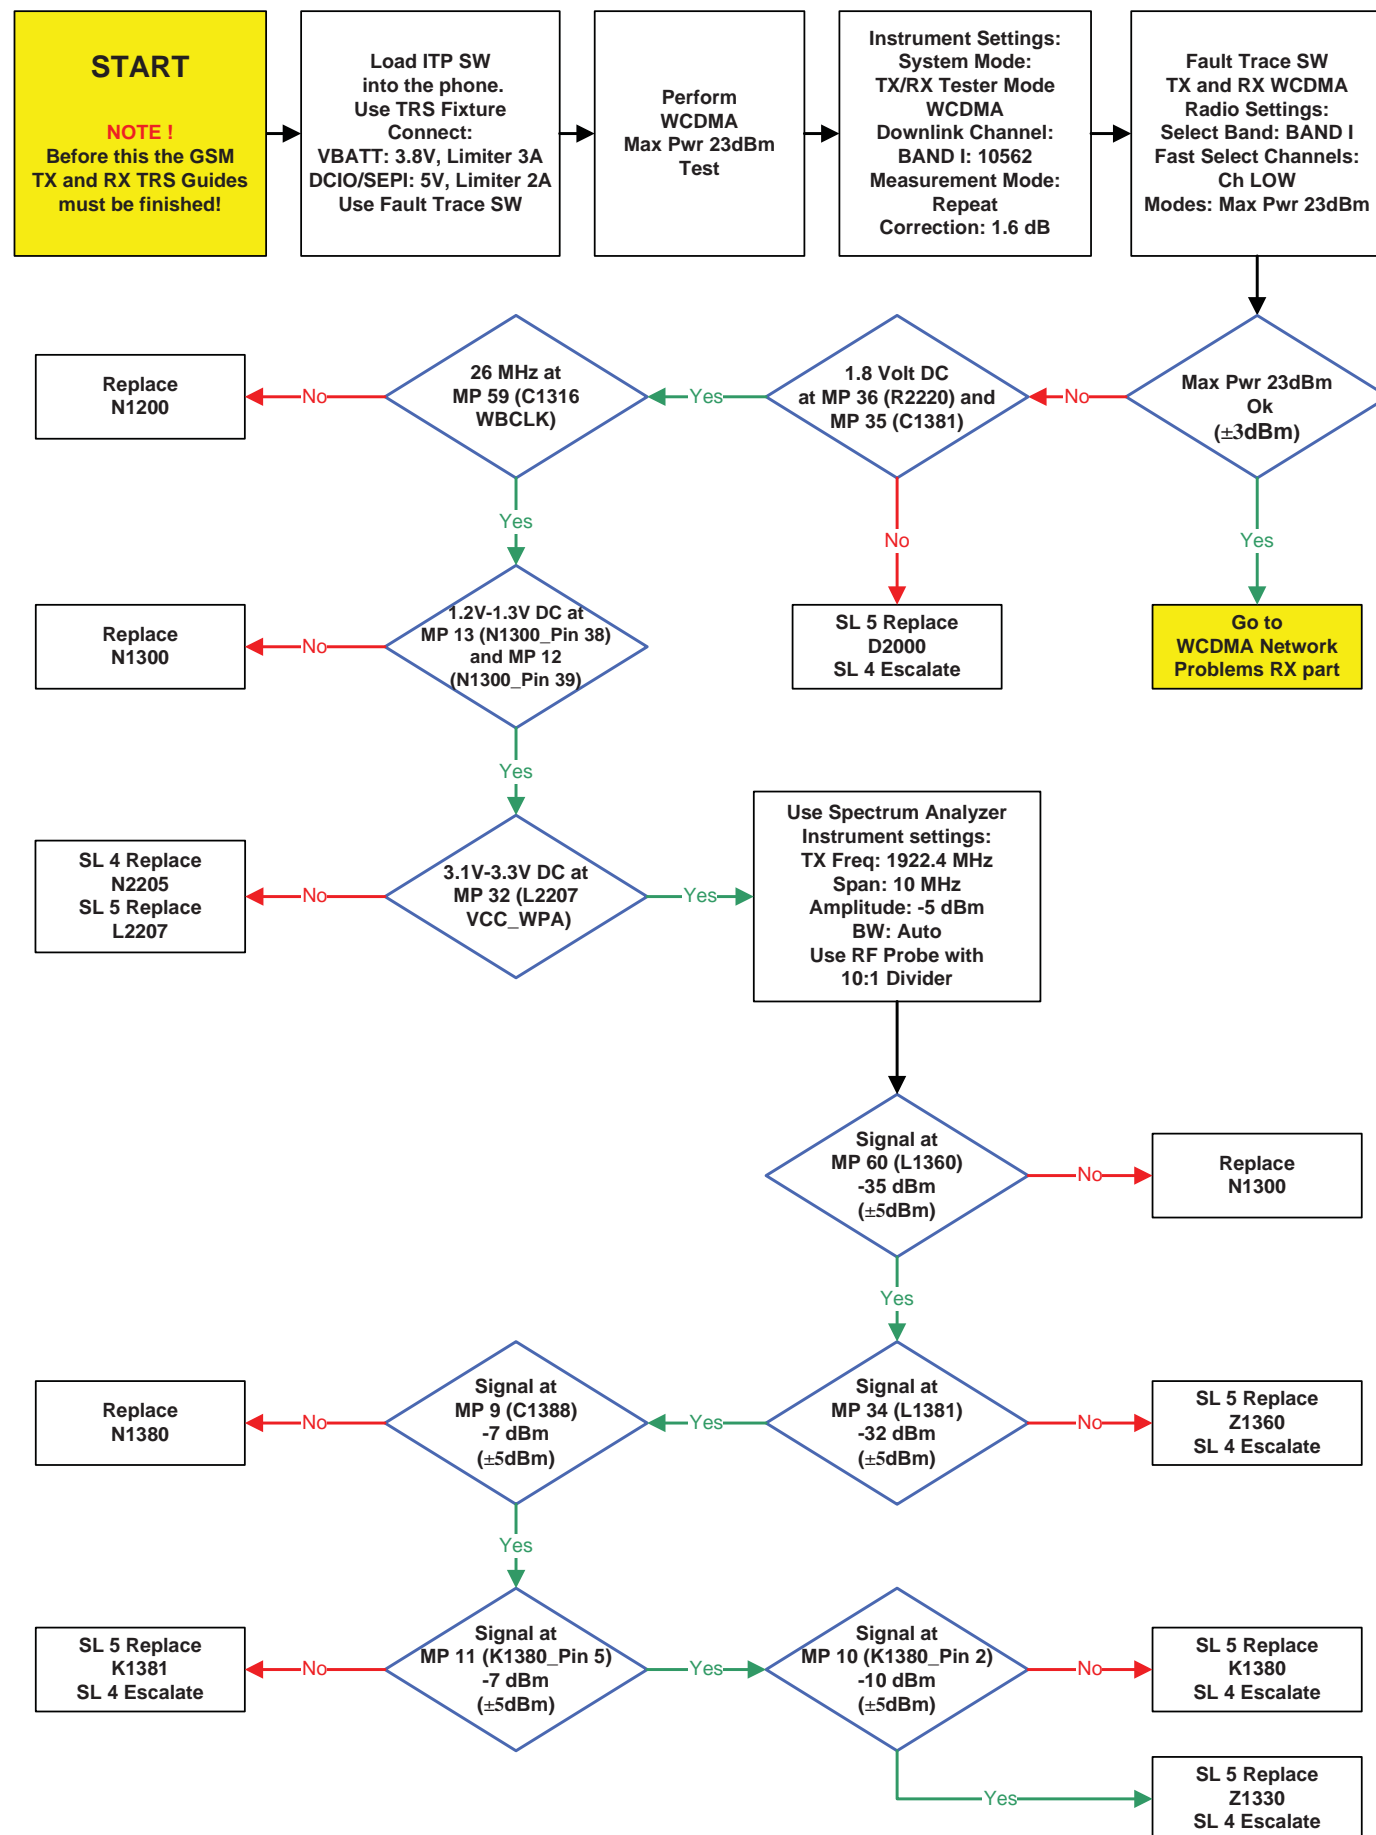 START
NOTE !
Before this the GSM
TX and RX TRS Guides
must be finished!
Load ITP SW
into the phone.
Use TRS Fixture
Connect:
VBATT: 3.8V, Limiter 3A
DCIO/SEPI: 5V, Limiter 2A
Use Fault Trace SW
Perform
WCDMA
Max Pwr 23dBm
Test
Instrument Settings:
System Mode:
TX/RX Tester Mode
WCDMA
Downlink Channel:
BAND I: 10562
Measurement Mode:
Repeat
Correction: 1.6 dB
Fault Trace SW
TX and RX WCDMA
Radio Settings:
Select Band: BAND I
Fast Select Channels:
Ch LOW
Modes: Max Pwr 23dBm
Replace
N1200
No
26 MHz at
MP 59 (C1316
WBCLK)
Yes
1.8 Volt DC
at MP 36 (R2220) and
MP 35 (C1381)
No
Max Pwr 23dBm
Ok
(±3dBm)
Yes
No
Yes
Replace
N1300
No
1.2V-1.3V DC at
MP 13 (N1300_Pin 38)
and MP 12
(N1300_Pin 39)
SL 5 Replace
D2000
SL 4 Escalate
Go to
WCDMA Network
Problems RX part
Yes
SL 4 Replace
N2205
SL 5 Replace
L2207
No
3.1V-3.3V DC at
MP 32 (L2207
VCC_WPA)
Yes
Use Spectrum Analyzer
Instrument settings:
TX Freq: 1922.4 MHz
Span: 10 MHz
Amplitude: -5 dBm
BW: Auto
Use RF Probe with
10:1 Divider
Signal at
MP 60 (L1360)
-35 dBm
(±5dBm)
No
Replace
N1300
Yes
Replace
N1380
No
Signal at
MP 9 (C1388)
-7 dBm
(±5dBm)
Yes
Signal at
MP 34 (L1381)
-32 dBm
(±5dBm)
No
SL 5 Replace
Z1360
SL 4 Escalate
Yes
SL 5 Replace
K1381
SL 4 Escalate
No
Signal at
MP 11 (K1380_Pin 5)
-7 dBm
(±5dBm)
Yes
Signal at
MP 10 (K1380_Pin 2)
-10 dBm
(±5dBm)
No
SL 5 Replace
K1380
SL 4 Escalate
Yes
SL 5 Replace
Z1330
SL 4 Escalate